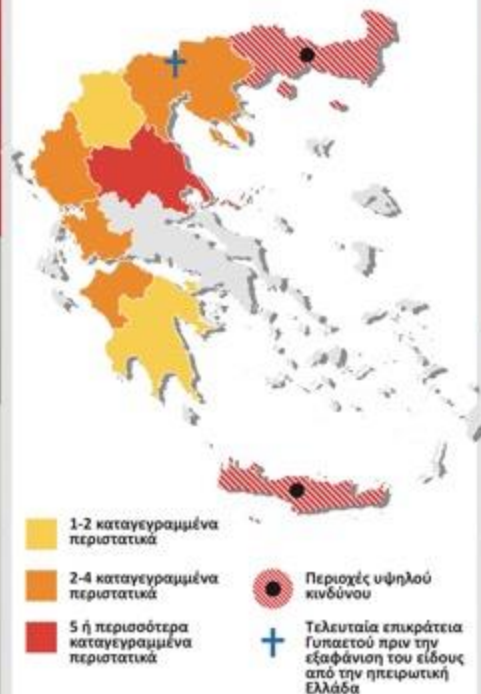 1-2 καταγεγραμμένα
περιστατικά
2-4 καταγεγραμμένα
περιστατικά
5 ή περισσότερα
καταγεγραμμένα
περιστατικά
Περιοχές υψηλού
κινδύνου
Τελευταία επικράτεια
Γυπαετού πριν την
εξαφάνιση του είδους
από την ηπειρωτική
Ελλάδα